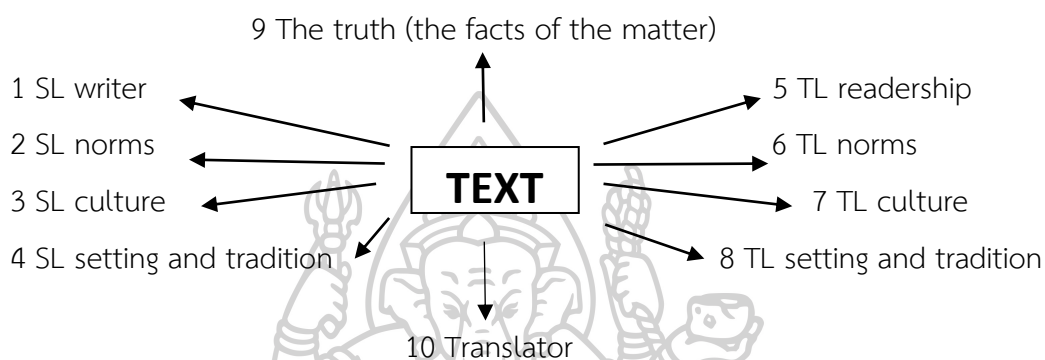 9 The truth (the facts of the matter)
1 SL writer
5 TL readership
2 SL norms
6 TL norms
TEXT
3 SL culture
7 TL culture
4 SL setting and tradition
8 TL setting and tradition
10 Translator